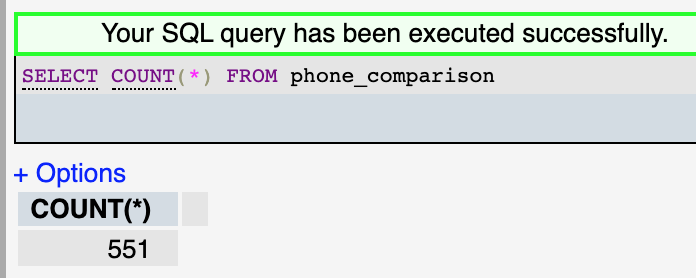 Your SQL query has been executed successfully.
SELECT COUNT(*) FROM phone_comparison
+ Options
COUNT(*)
551